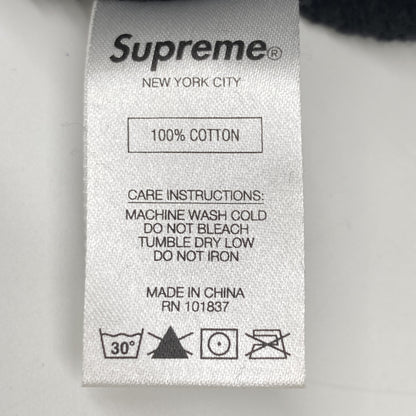 Supreme®
NEW YORK CITY
100% COTTON
CARE INSTRUCTIONS:
MACHINE WASH COLD
DO NOT BLEACH
TUMBLE DRY LOW
DO NOT IRON
MADE IN CHINA
RN 101837
30°